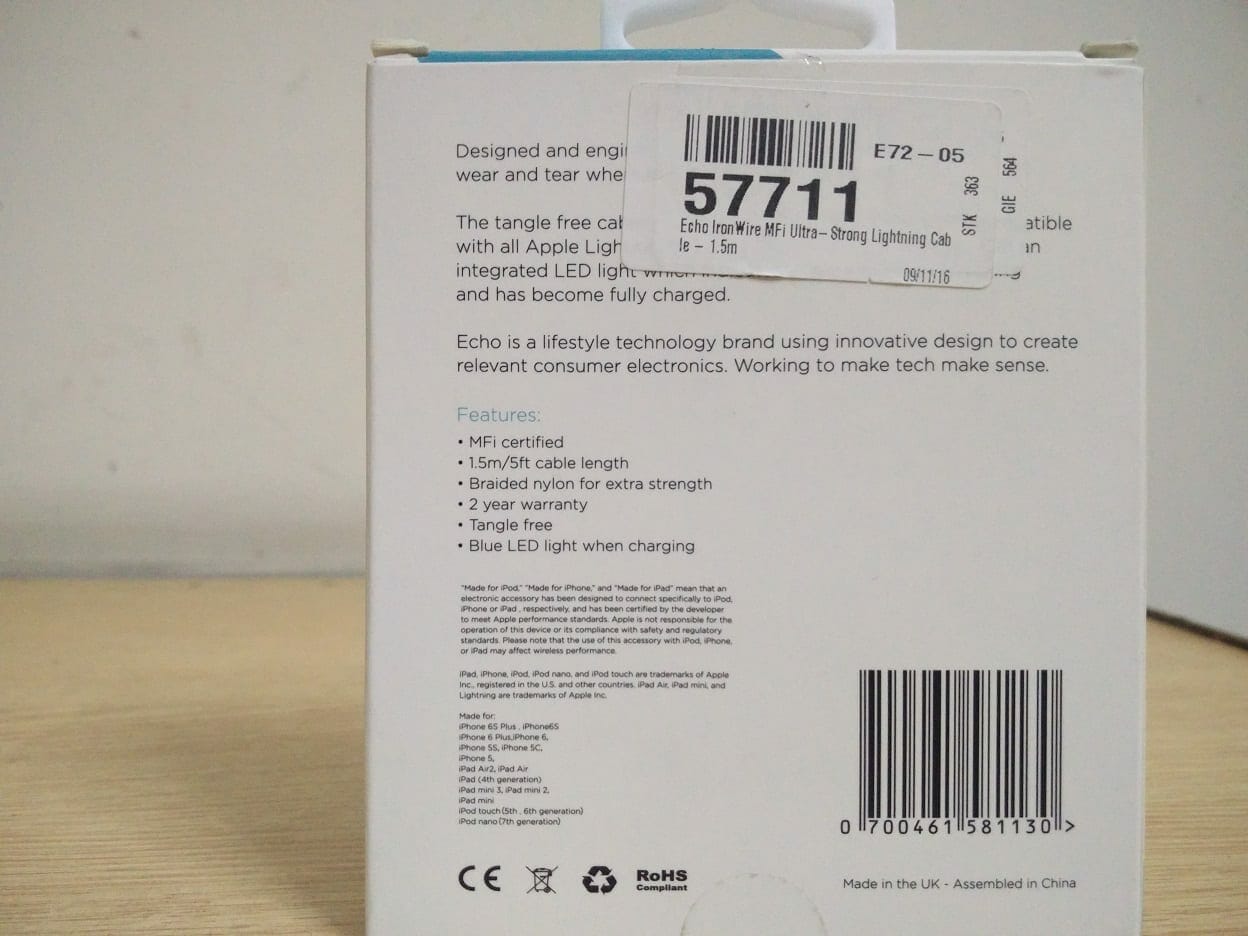 E72-05
57711
Echo IronWire MFi Ultra-Strong Lightning Cab
le - 1.5m
STK 363
GIE 564
09/11/16
Designed and engi
wear and tear whe
The tangle free cab
with all Apple Ligh
integrated LED light
and has become fully charged.
Echo is a lifestyle technology brand using innovative design to create
relevant consumer electronics. Working to make tech make sense.
Features:
• MFi certified
• 1.5m/5ft cable length
• Braided nylon for extra strength
• 2 year warranty
• Tangle free
• Blue LED light when charging
"Made for iPod," "Made for iPhone," and "Made for iPad" mean that an
electronic accessory has been designed to connect specifically to iPod,
iPhone or iPad , respectively, and has been certified by the developer
to meet Apple performance standards. Apple is not responsible for the
operation of this device or its compliance with safety and regulatory
standards. Please note that the use of this accessory with iPod, iPhone,
or iPad may affect wireless performance.
iPad, iPhone, iPod, iPod nano, and iPod touch are trademarks of Apple
Inc., registered in the U.S. and other countries. iPad Air, iPad mini, and
Lightning are trademarks of Apple Inc.
Made for:
iPhone 6S Plus , iPhone6S
iPhone 6 Plus,iPhone 6,
iPhone 5S, iPhone 5C,
iPhone 5,
iPad Air2, iPad Air
iPad (4th generation)
iPad mini 3, iPad mini 2,
iPad mini
iPod touch (5th , 6th generation)
iPod nano (7th generation)
0 700461 581130 >
CE
RoHS
Compliant
Made in the UK - Assembled in China